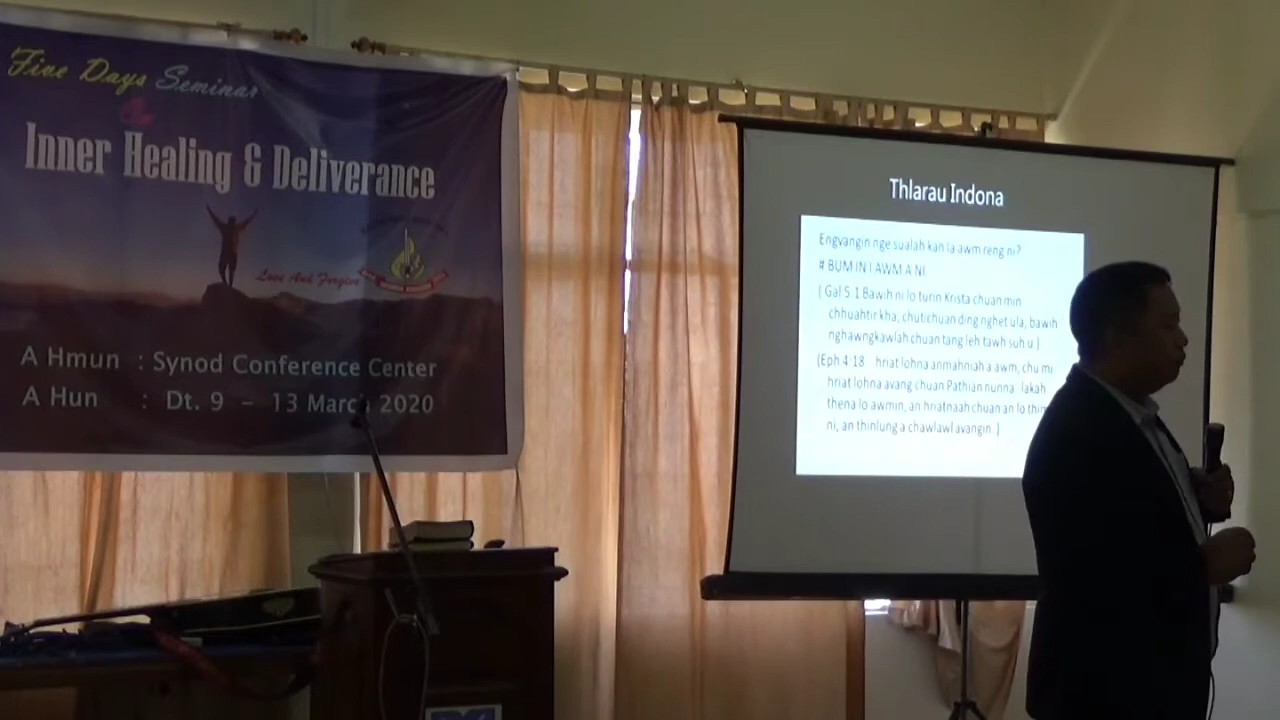 Five Days Seminar
On
Inner Healing & Deliverance
Love And Forgive
A Hmun : Synod Conference Center
A Hun : Dt. 9 – 13 March 2020
Thlarau Indona
Engvangin nge sualah kan la awm reng ni?
# BUM IN I AWM A NI
( Gal 5:1 Bawih ni lo turin Krista chuan min
chhuahtir kha, chutichuan ding nghet ula, bawih
nghawngkawlah chuan tang leh tawh suh u.)
(Eph 4:18 hriat lohna anmahniah a awm, chu mi
hriat lohna avang chuan Pathian nunna lakah
thena lo awmin, an hriatnaah chuan an lo thim
ni, an thinlung a chawlawl avangin. )